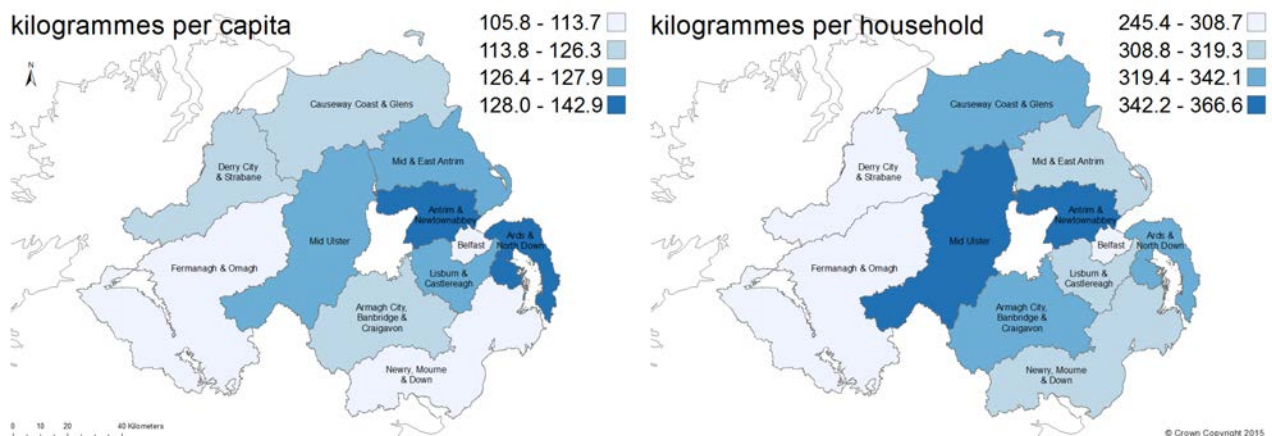 kilogrammes per capita
105.8 - 113.7
113.8 - 126.3
126.4 - 127.9
128.0 - 142.9
N
Causeway Coast & Glens
Derry City
& Strabane
Mid & East Antrim
Antrim &
Newtownabbey
Mid Ulster
Belfast
Ards &
North Down
Fermanagh & Omagh
Lisburn &
Castlereagh
Armagh City,
Banbridge &
Craigavon
Newry, Mourne
& Down
0 10 20 40 Kilometers
kilogrammes per household
245.4 - 308.7
308.8 - 319.3
319.4 - 342.1
342.2 - 366.6
Causeway Coast & Glens
Derry City
& Strabane
Mid & East Antrim
Antrim &
Newtownabbey
Mid Ulster
Belfast
Ards &
North Down
Fermanagh & Omagh
Lisburn &
Castlereagh
Armagh City,
Banbridge &
Craigavon
Newry, Mourne
& Down
© Crown Copyright 2015